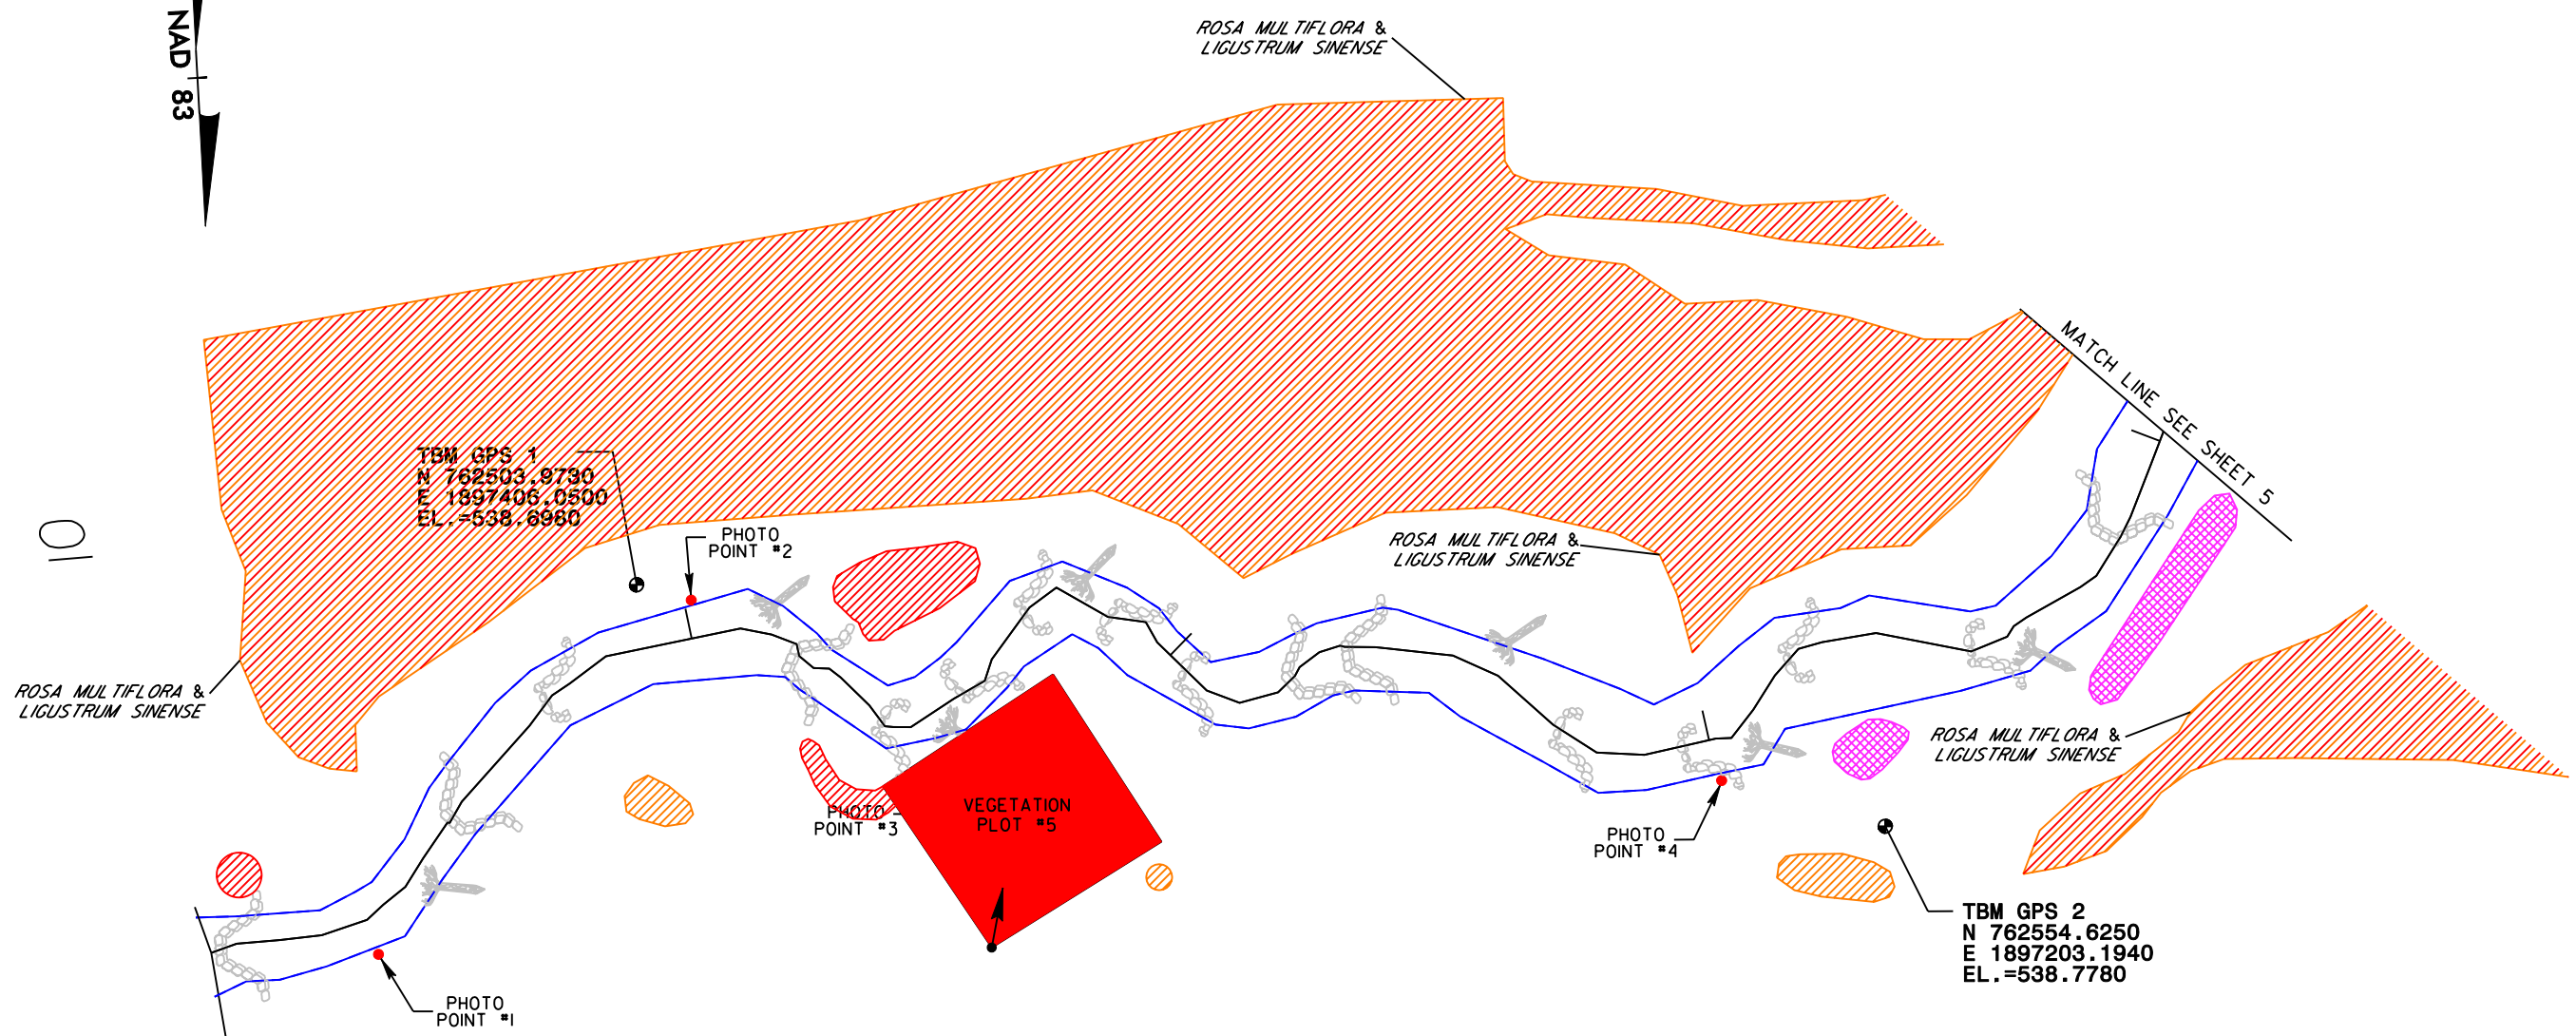 NAD 83
ROSA MULTIFLORA &
LIGUSTRUM SINENSE
MATCH LINE SEE SHEET 5
TBM GPS 1
N 762503.9730
E 1897406.0500
EL.=538.6980
10
PHOTO
POINT #2
ROSA MULTIFLORA &
LIGUSTRUM SINENSE
ROSA MULTIFLORA &
LIGUSTRUM SINENSE
ROSA MULTIFLORA &
LIGUSTRUM SINENSE
PHOTO
POINT #3
VEGETATION
PLOT #5
PHOTO
POINT #4
TBM GPS 2
N 762554.6250
E 1897203.1940
EL.=538.7780
PHOTO
POINT #1